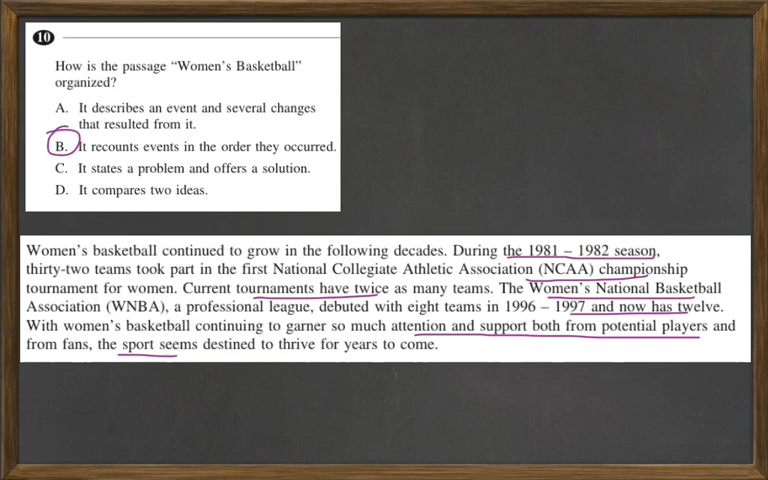 10
How is the passage “Women’s Basketball”
organized?
A. It describes an event and several changes
that resulted from it.
B. It recounts events in the order they occurred.
C. It states a problem and offers a solution.
D. It compares two ideas.
Women’s basketball continued to grow in the following decades. During the 1981 – 1982 season,
thirty-two teams took part in the first National Collegiate Athletic Association (NCAA) championship
tournament for women. Current tournaments have twice as many teams. The Women’s National Basketball
Association (WNBA), a professional league, debuted with eight teams in 1996 – 1997 and now has twelve.
With women’s basketball continuing to garner so much attention and support both from potential players and
from fans, the sport seems destined to thrive for years to come.